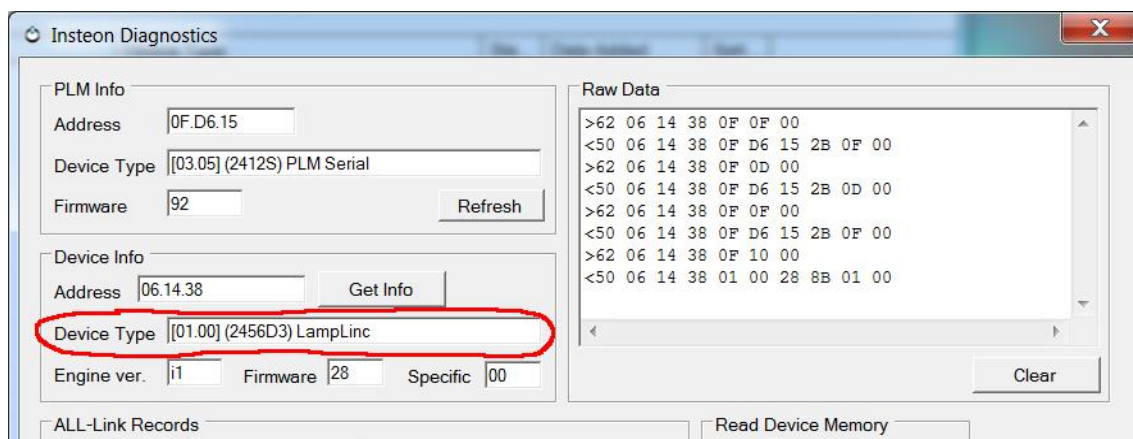 Insteon Diagnostics
PLM Info
Address 0F.D6.15
Device Type [03.05] (2412S) PLM Serial
Firmware 92 Refresh
Device Info
Address 06.14.38 Get Info
Device Type [01.00] (2456D3) LampLinc
Engine ver. i1 Firmware 28 Specific 00
ALL-Link Records
Raw Data
>62 06 14 38 0F 0F 00
<50 06 14 38 0F D6 15 2B 0F 00
>62 06 14 38 0F 0D 00
<50 06 14 38 0F D6 15 2B 0D 00
>62 06 14 38 0F 0F 00
<50 06 14 38 0F D6 15 2B 0F 00
>62 06 14 38 0F 10 00
<50 06 14 38 01 00 28 8B 01 00
Clear
Read Device Memory